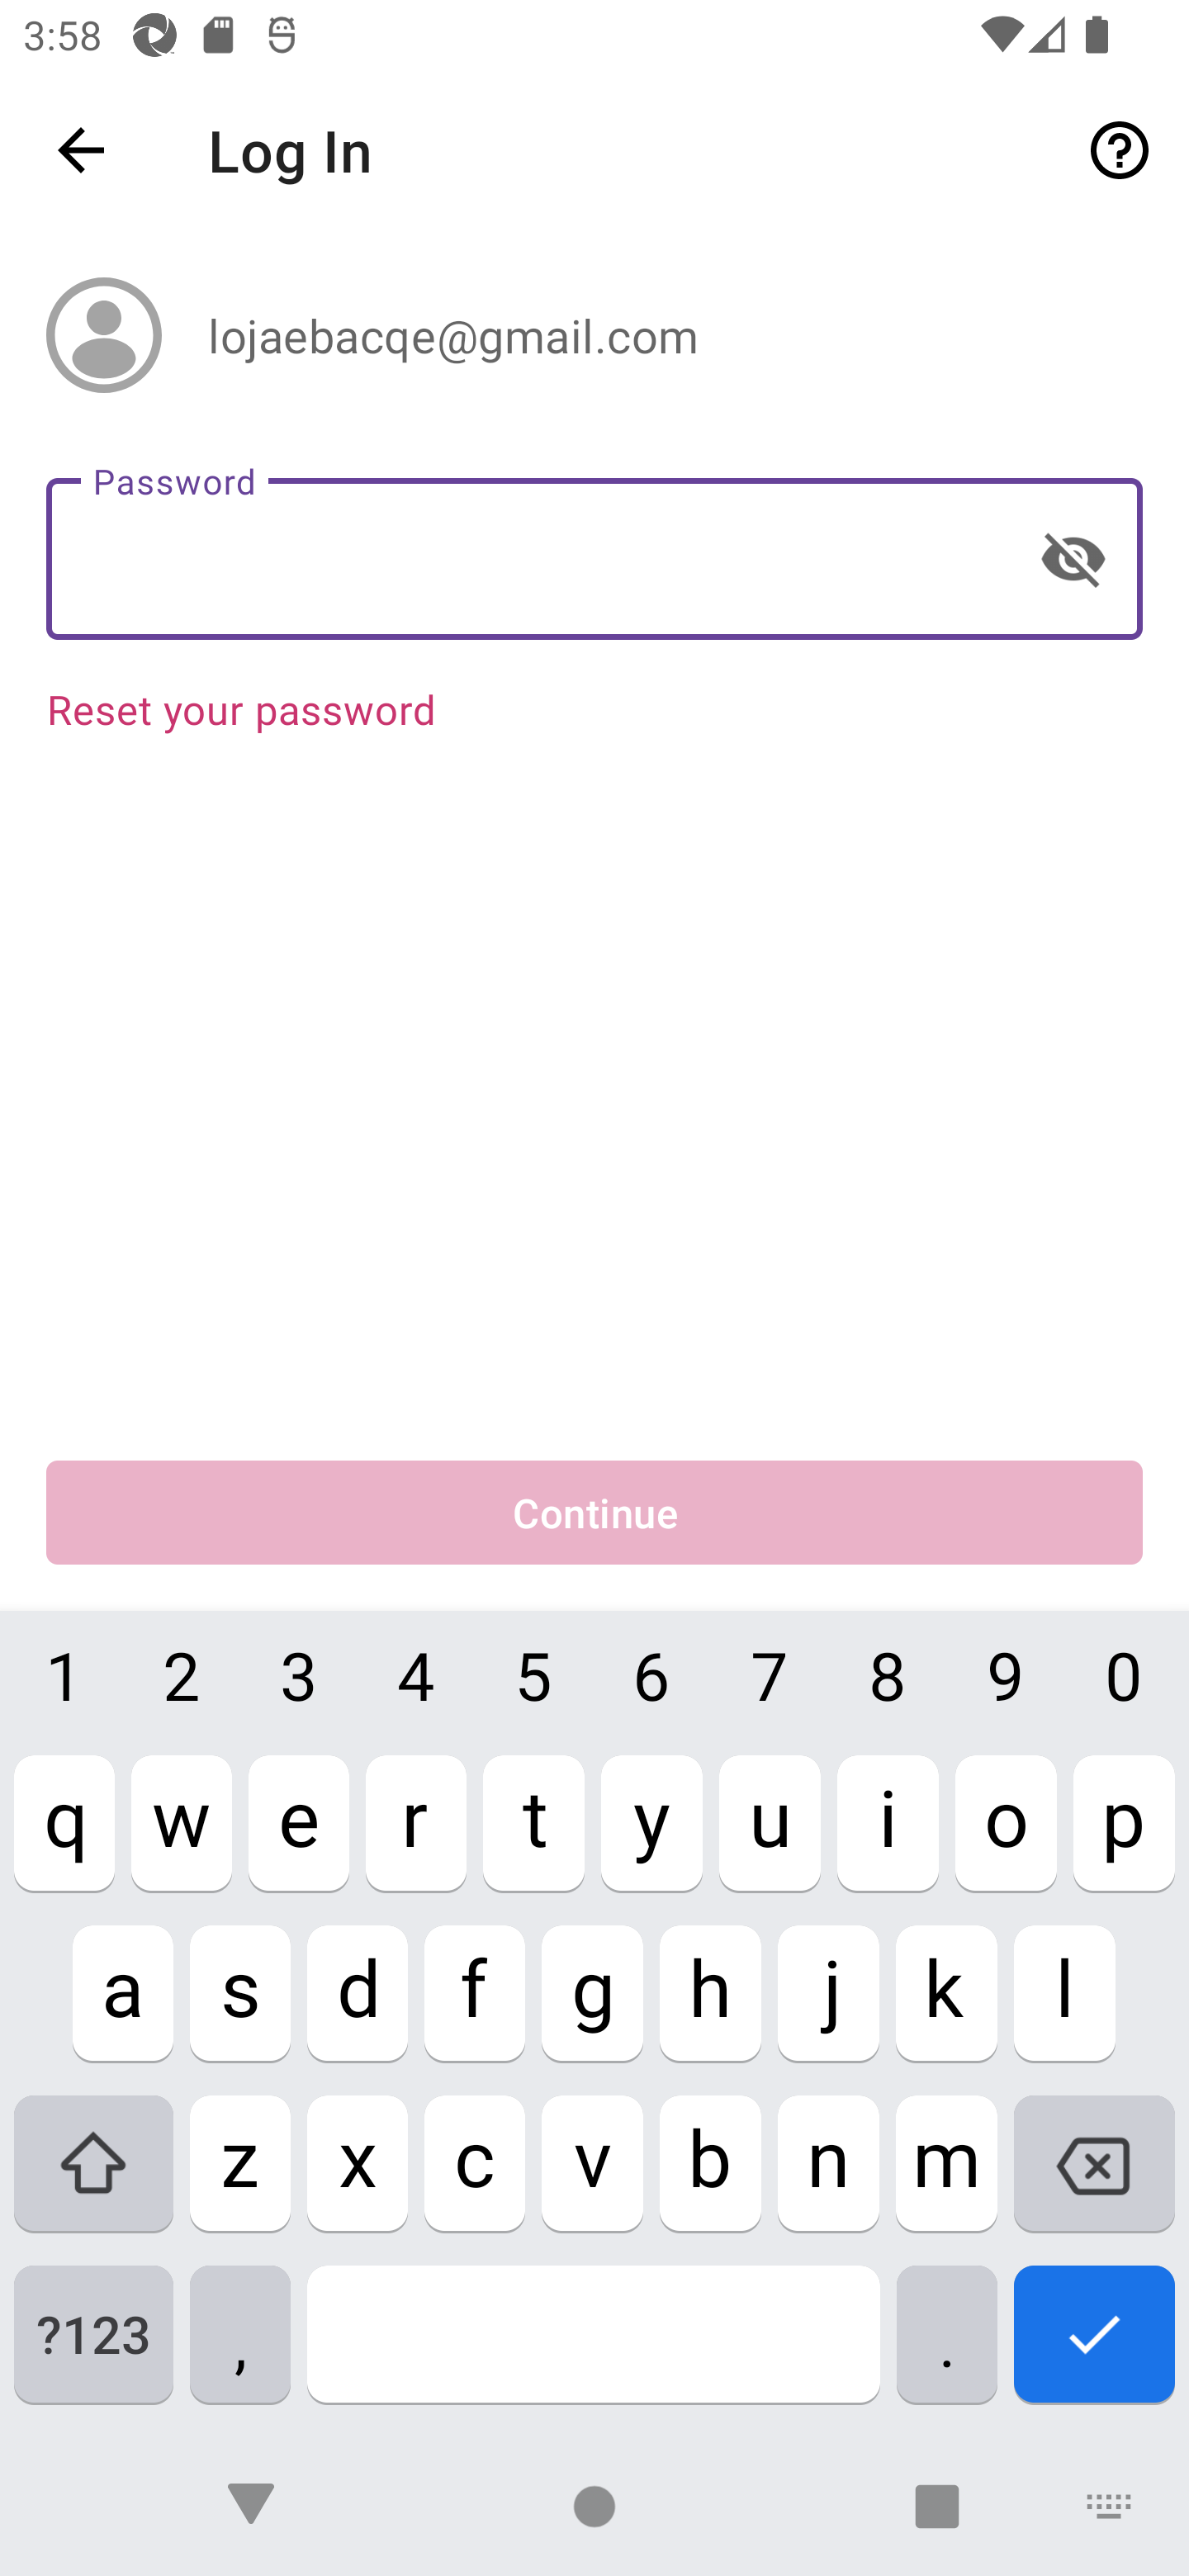 3:58
Log In
lojaebacqe@gmail.com
Password
Reset your password
Continue
1 2 3 4 5 6 7 8 9 0
q w e r t y u i o p
a s d f g h j k l
z x c v b n m
?123 , .